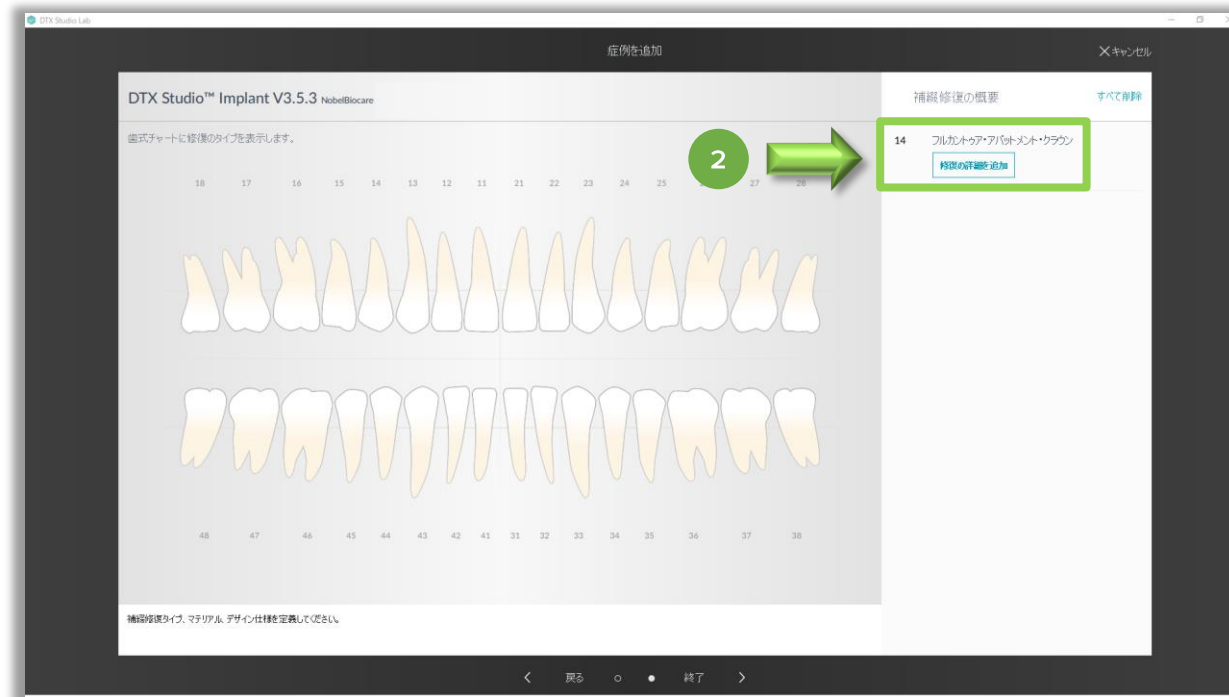 DTX Studio Lab
症例を追加
キャンセル
DTX Studio™ Implant V3.5.3 NobelBiocare
補綴修復の概要
すべて削除
歯式チャートに修復のタイプを表示します。
2
14 フルカントゥア・アバットメント・クラウン
修復の詳細を追加
18 17 16 15 14 13 12 11 21 22 23 24 25 27 28
48 47 46 45 44 43 42 41 31 32 33 34 35 36 37 38
補綴修復タイプ、マテリアル、デザイン仕様を定義してください。
戻る 終了